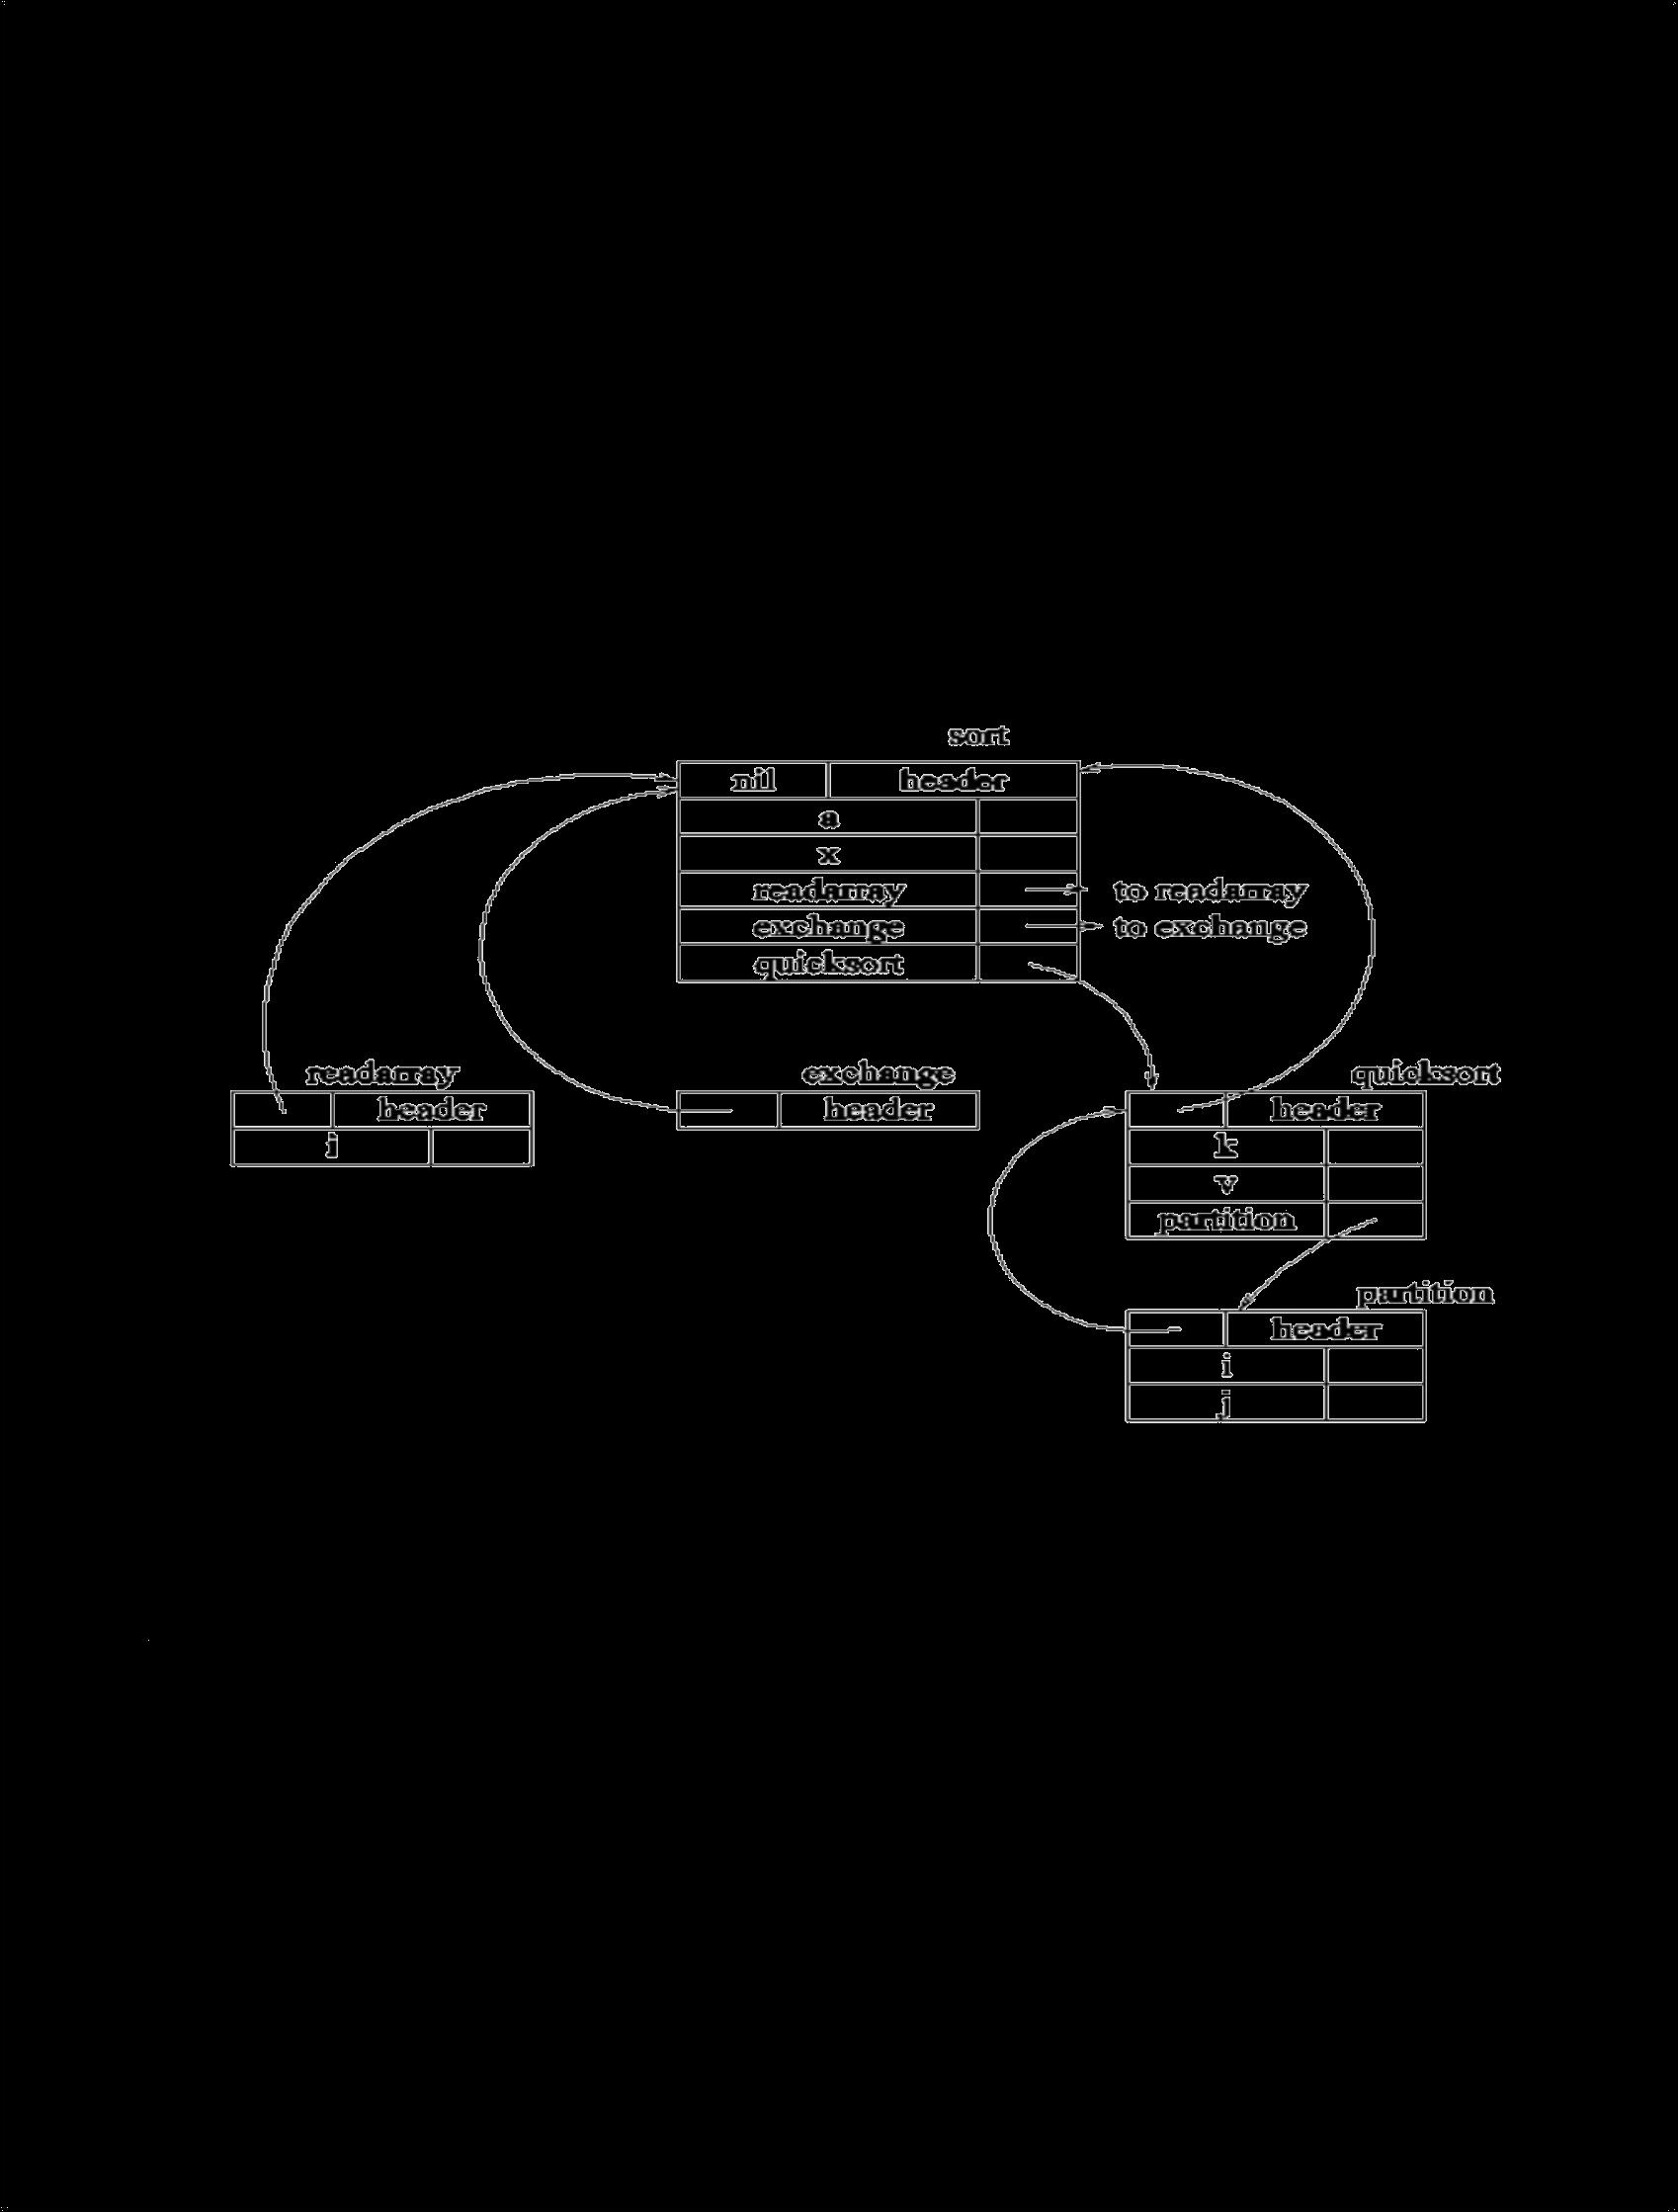 sort
nil header
a
x
readarray to readarray
exchange to exchange
quicksort
readarray
header
i
exchange
header
quicksort
header
k
v
partition
partition
header
i
j